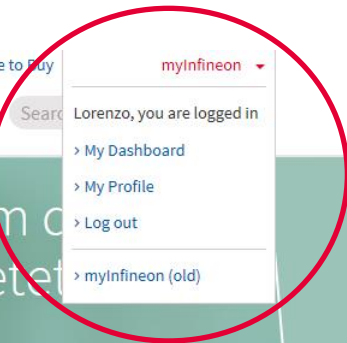 to Buy
myInfineon
Lorenzo, you are logged in
> My Dashboard
> My Profile
> Log out
> myInfineon (old)